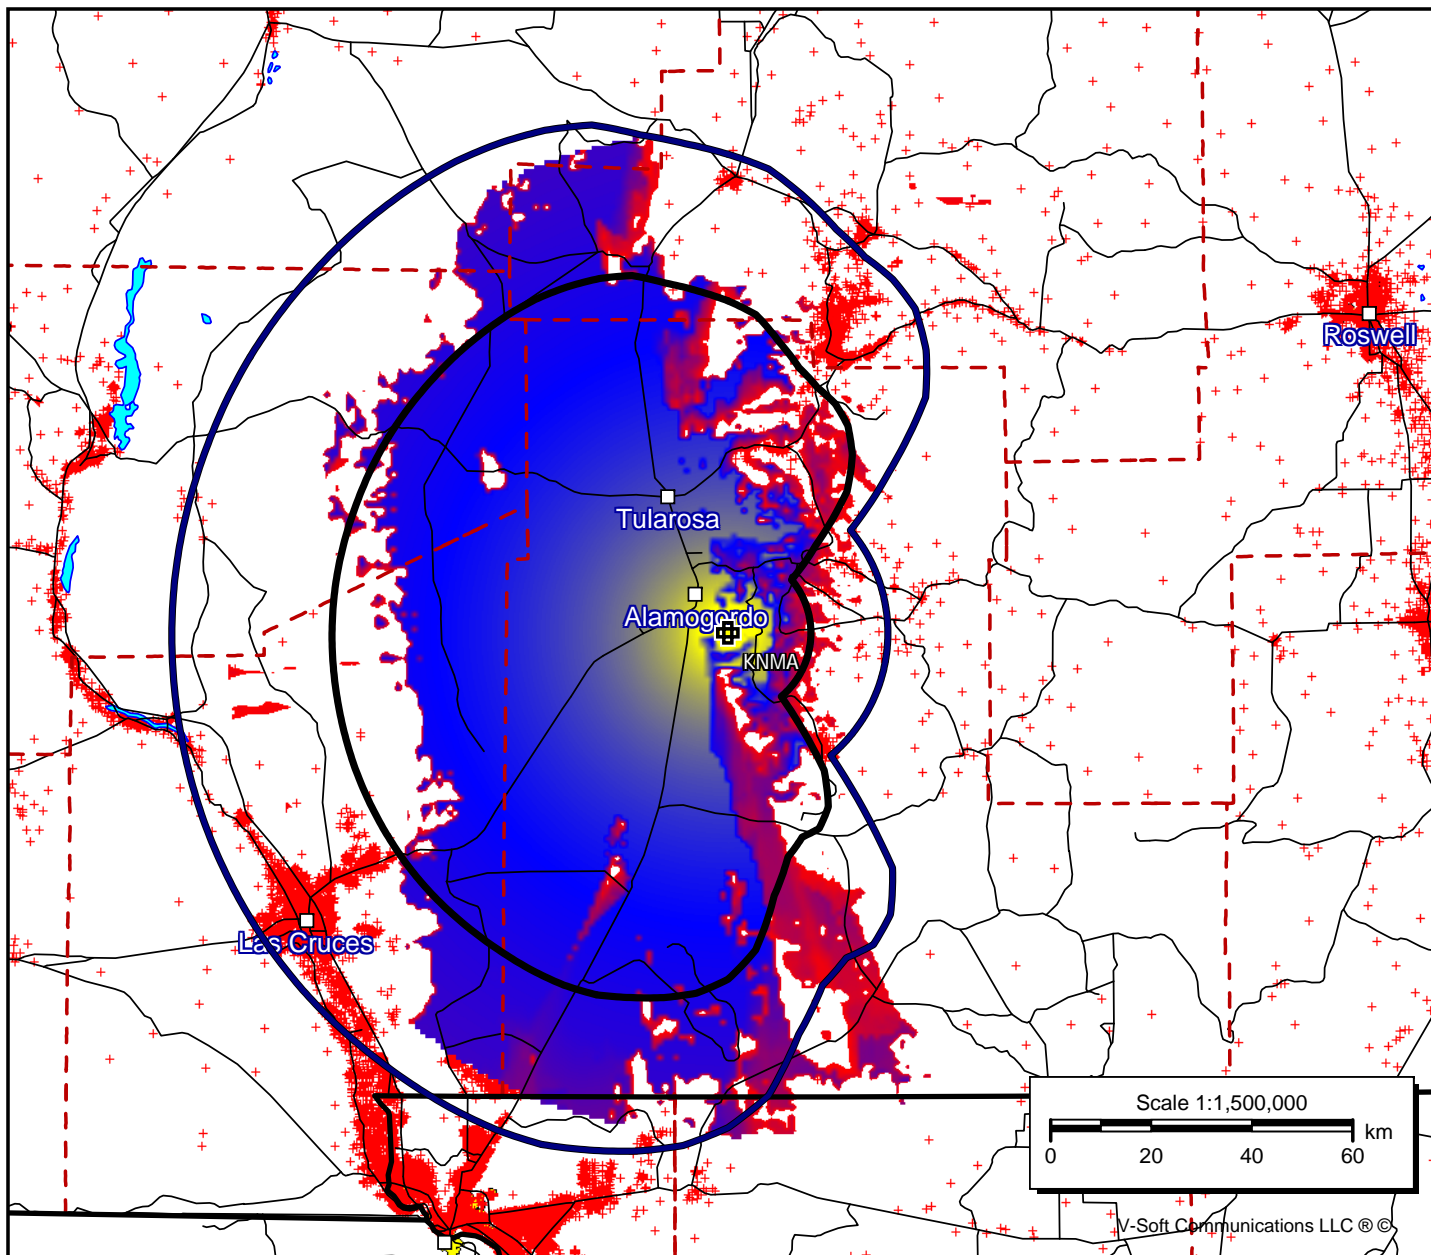 Roswell
Tularosa
Alamogordo
KNMA
Las Cruces
Scale 1:1,500,000
km
0 20 40 60
V-Soft Communications LLC ® ©